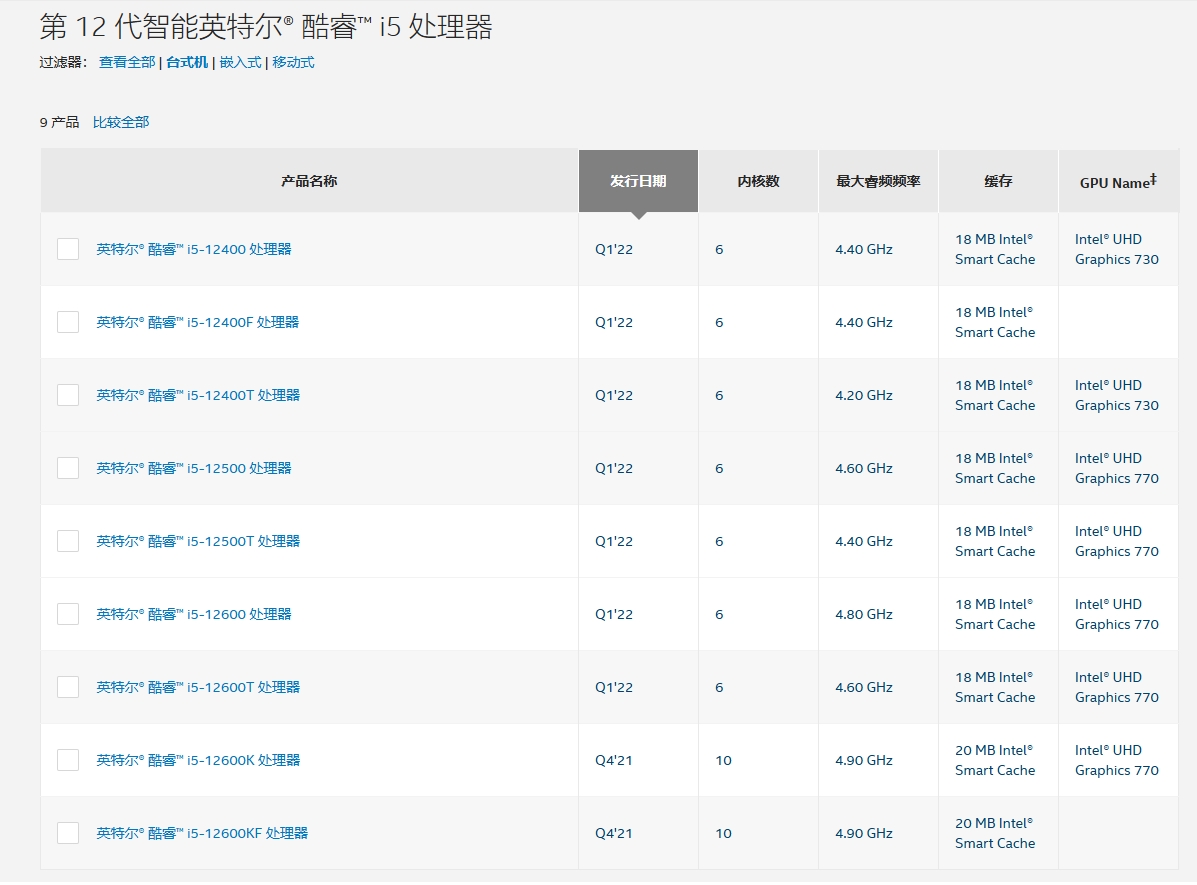 第 12 代智能英特尔® 酷睿™ i5 处理器
过滤器： 查看全部 | 台式机 | 嵌入式 | 移动式
9 产品 比较全部
产品名称 发行日期 内核数 最大睿频频率 缓存 GPU Name‡
英特尔® 酷睿™ i5-12400 处理器 Q1'22 6 4.40 GHz 18 MB Intel® Smart Cache Intel® UHD Graphics 730
英特尔® 酷睿™ i5-12400F 处理器 Q1'22 6 4.40 GHz 18 MB Intel® Smart Cache
英特尔® 酷睿™ i5-12400T 处理器 Q1'22 6 4.20 GHz 18 MB Intel® Smart Cache Intel® UHD Graphics 730
英特尔® 酷睿™ i5-12500 处理器 Q1'22 6 4.60 GHz 18 MB Intel® Smart Cache Intel® UHD Graphics 770
英特尔® 酷睿™ i5-12500T 处理器 Q1'22 6 4.40 GHz 18 MB Intel® Smart Cache Intel® UHD Graphics 770
英特尔® 酷睿™ i5-12600 处理器 Q1'22 6 4.80 GHz 18 MB Intel® Smart Cache Intel® UHD Graphics 770
英特尔® 酷睿™ i5-12600T 处理器 Q1'22 6 4.60 GHz 18 MB Intel® Smart Cache Intel® UHD Graphics 770
英特尔® 酷睿™ i5-12600K 处理器 Q4'21 10 4.90 GHz 20 MB Intel® Smart Cache Intel® UHD Graphics 770
英特尔® 酷睿™ i5-12600KF 处理器 Q4'21 10 4.90 GHz 20 MB Intel® Smart Cache